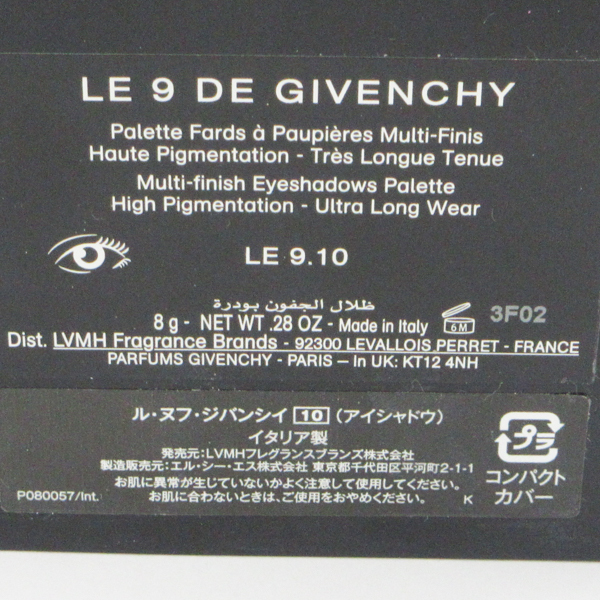 LE 9 DE GIVENCHY
Palette Fards à Paupières Multi-Finis
Haute Pigmentation - Très Longue Tenue
Multi-finish Eyeshadows Palette
High Pigmentation - Ultra Long Wear
LE 9.10
ظلال الجفون بودرة
8 g - NET WT .28 OZ - Made in Italy 6M 3F02
Dist. LVMH Fragrance Brands - 92300 LEVALLOIS PERRET - FRANCE
PARFUMS GIVENCHY - PARIS — In UK: KT12 4NH
ル・ヌフ・ジバンシイ 10 (アイシャドウ)
イタリア製
発売元:LVMHフレグランスブランズ株式会社
製造販売元:エル・シー・エス株式会社 東京都千代田区平河町2-1-1
お肌に異常が生じていないかよく注意して使用してください。
お肌に合わないときは、ご使用をおやめください。
P080057/Int.
K
プラ
コンパクト
カバー